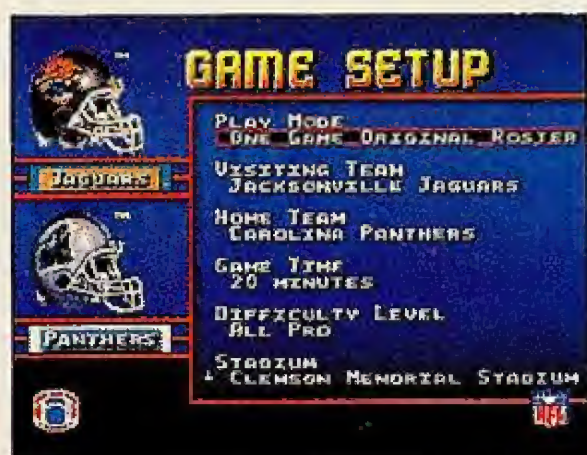 GAME SETUP
PLAY MODE
ONE GAME ORIGINAL ROSTER
VISITING TEAM
JACKSONVILLE JAGUARS
HOME TEAM
CAROLINA PANTHERS
GAME TIME
20 MINUTES
DIFFICULTY LEVEL
ALL PRO
STADIUM
CLEMSON MEMORIAL STADIUM
JAGUARS
PANTHERS
NFL